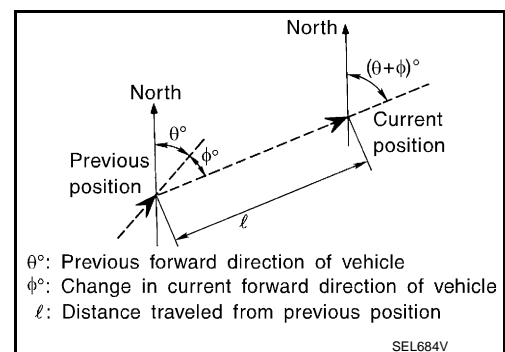 North
(θ+ϕ)°
North
θ°
ϕ°
Current
position
Previous
position
ℓ
θ°: Previous forward direction of vehicle
ϕ°: Change in current forward direction of vehicle
ℓ: Distance traveled from previous position
SEL684V